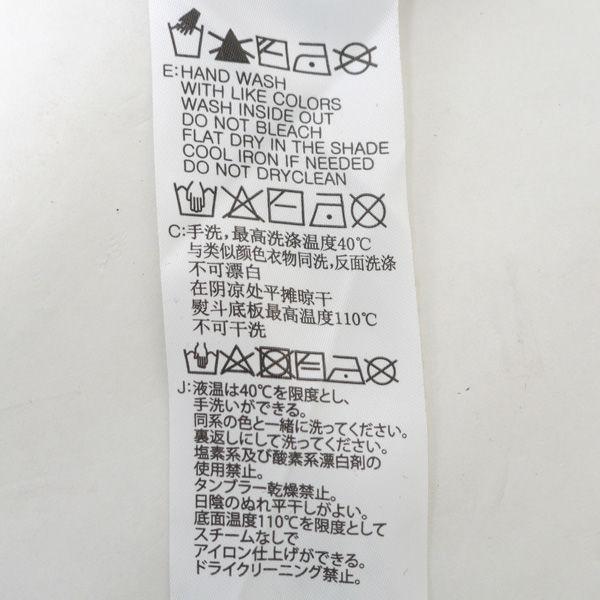 E:HAND WASH
WITH LIKE COLORS
WASH INSIDE OUT
DO NOT BLEACH
FLAT DRY IN THE SHADE
COOL IRON IF NEEDED
DO NOT DRYCLEAN
C:手洗,最高洗涤温度40℃
与类似颜色衣物同洗,反面洗涤
不可漂白
在阴凉处平摊晾干
熨斗底板最高温度110℃
不可干洗
J:液温は40℃を限度とし、
手洗いができる。
同系の色と一緒に洗ってください。
裏返しにして洗ってください。
塩素系及び酸素系漂白剤の
使用禁止。
タンブラー乾燥禁止。
日陰のぬれ平干しがよい。
底面温度110℃を限度として
スチームなしで
アイロン仕上げができる。
ドライクリーニング禁止。